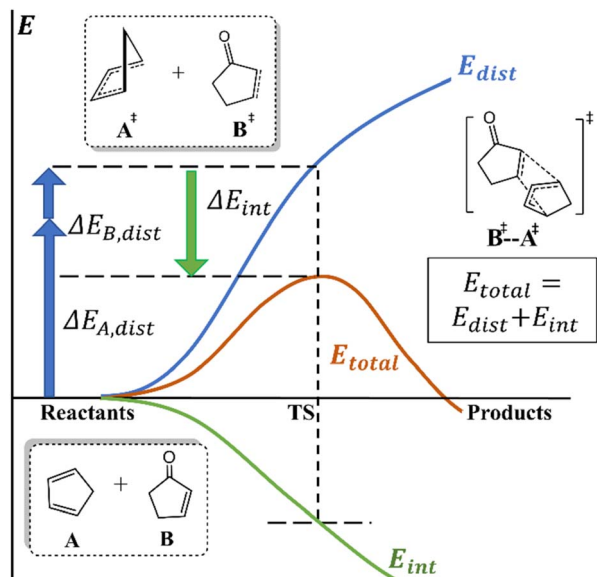 E
O
+
A‡
B‡
E_dist
‡
O
B‡--A‡
ΔE_int
ΔE_B,dist
ΔE_A,dist
E_total =
E_dist+E_int
E_total
Reactants
TS
Products
O
+
A
B
E_int